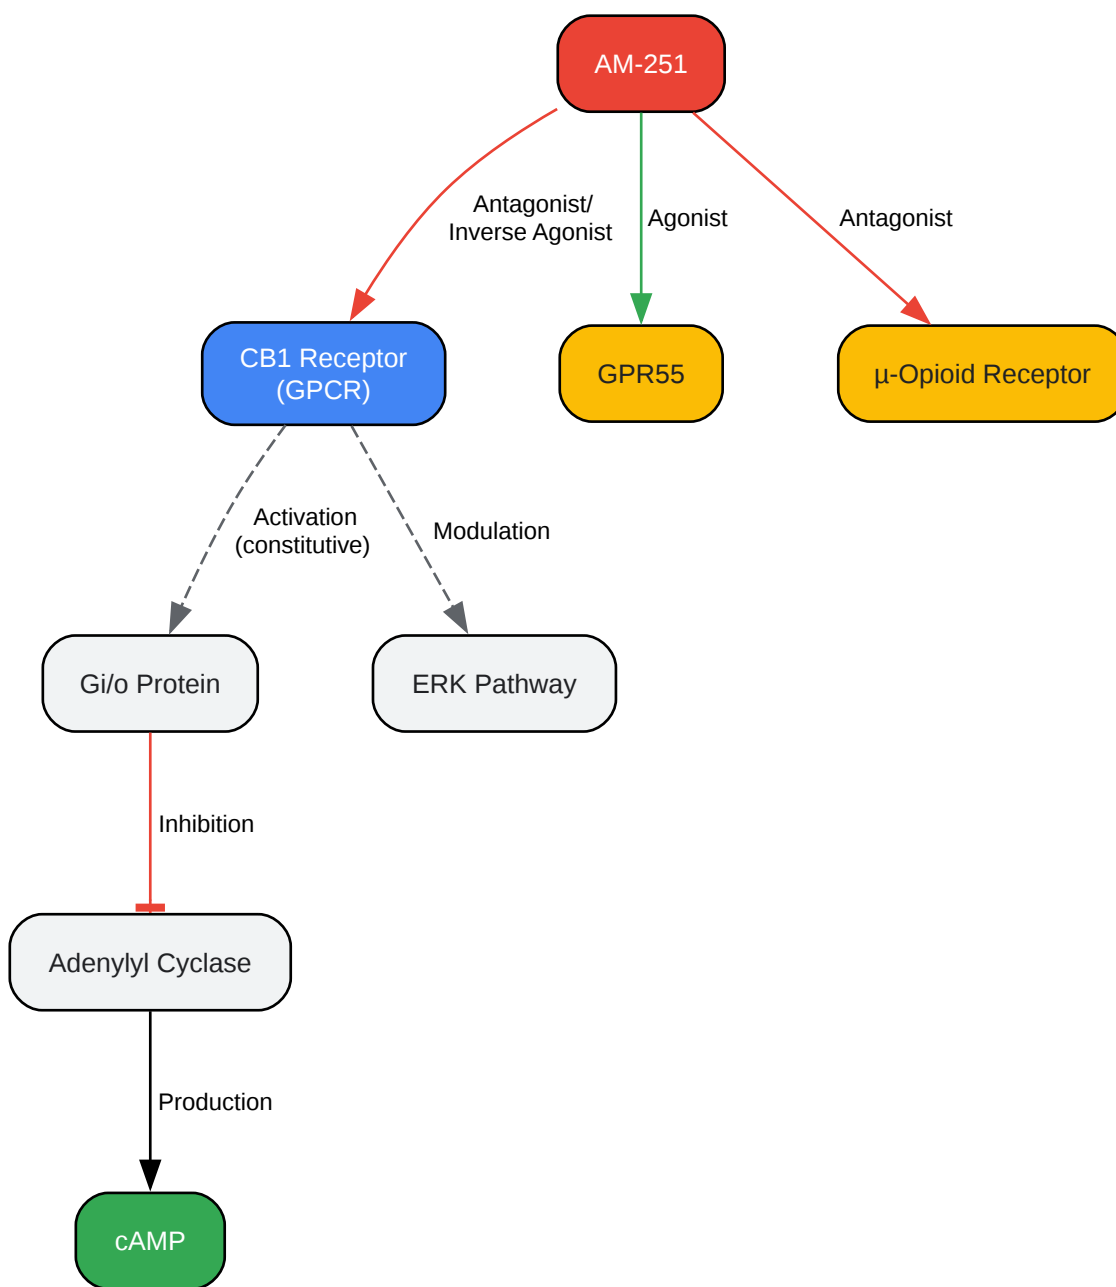 AM-251
Antagonist/
Inverse Agonist
Agonist
Antagonist
CB1 Receptor
(GPCR)
GPR55
µ-Opioid Receptor
Activation
(constitutive)
Modulation
Gi/o Protein
ERK Pathway
Inhibition
Adenylyl Cyclase
Production
cAMP